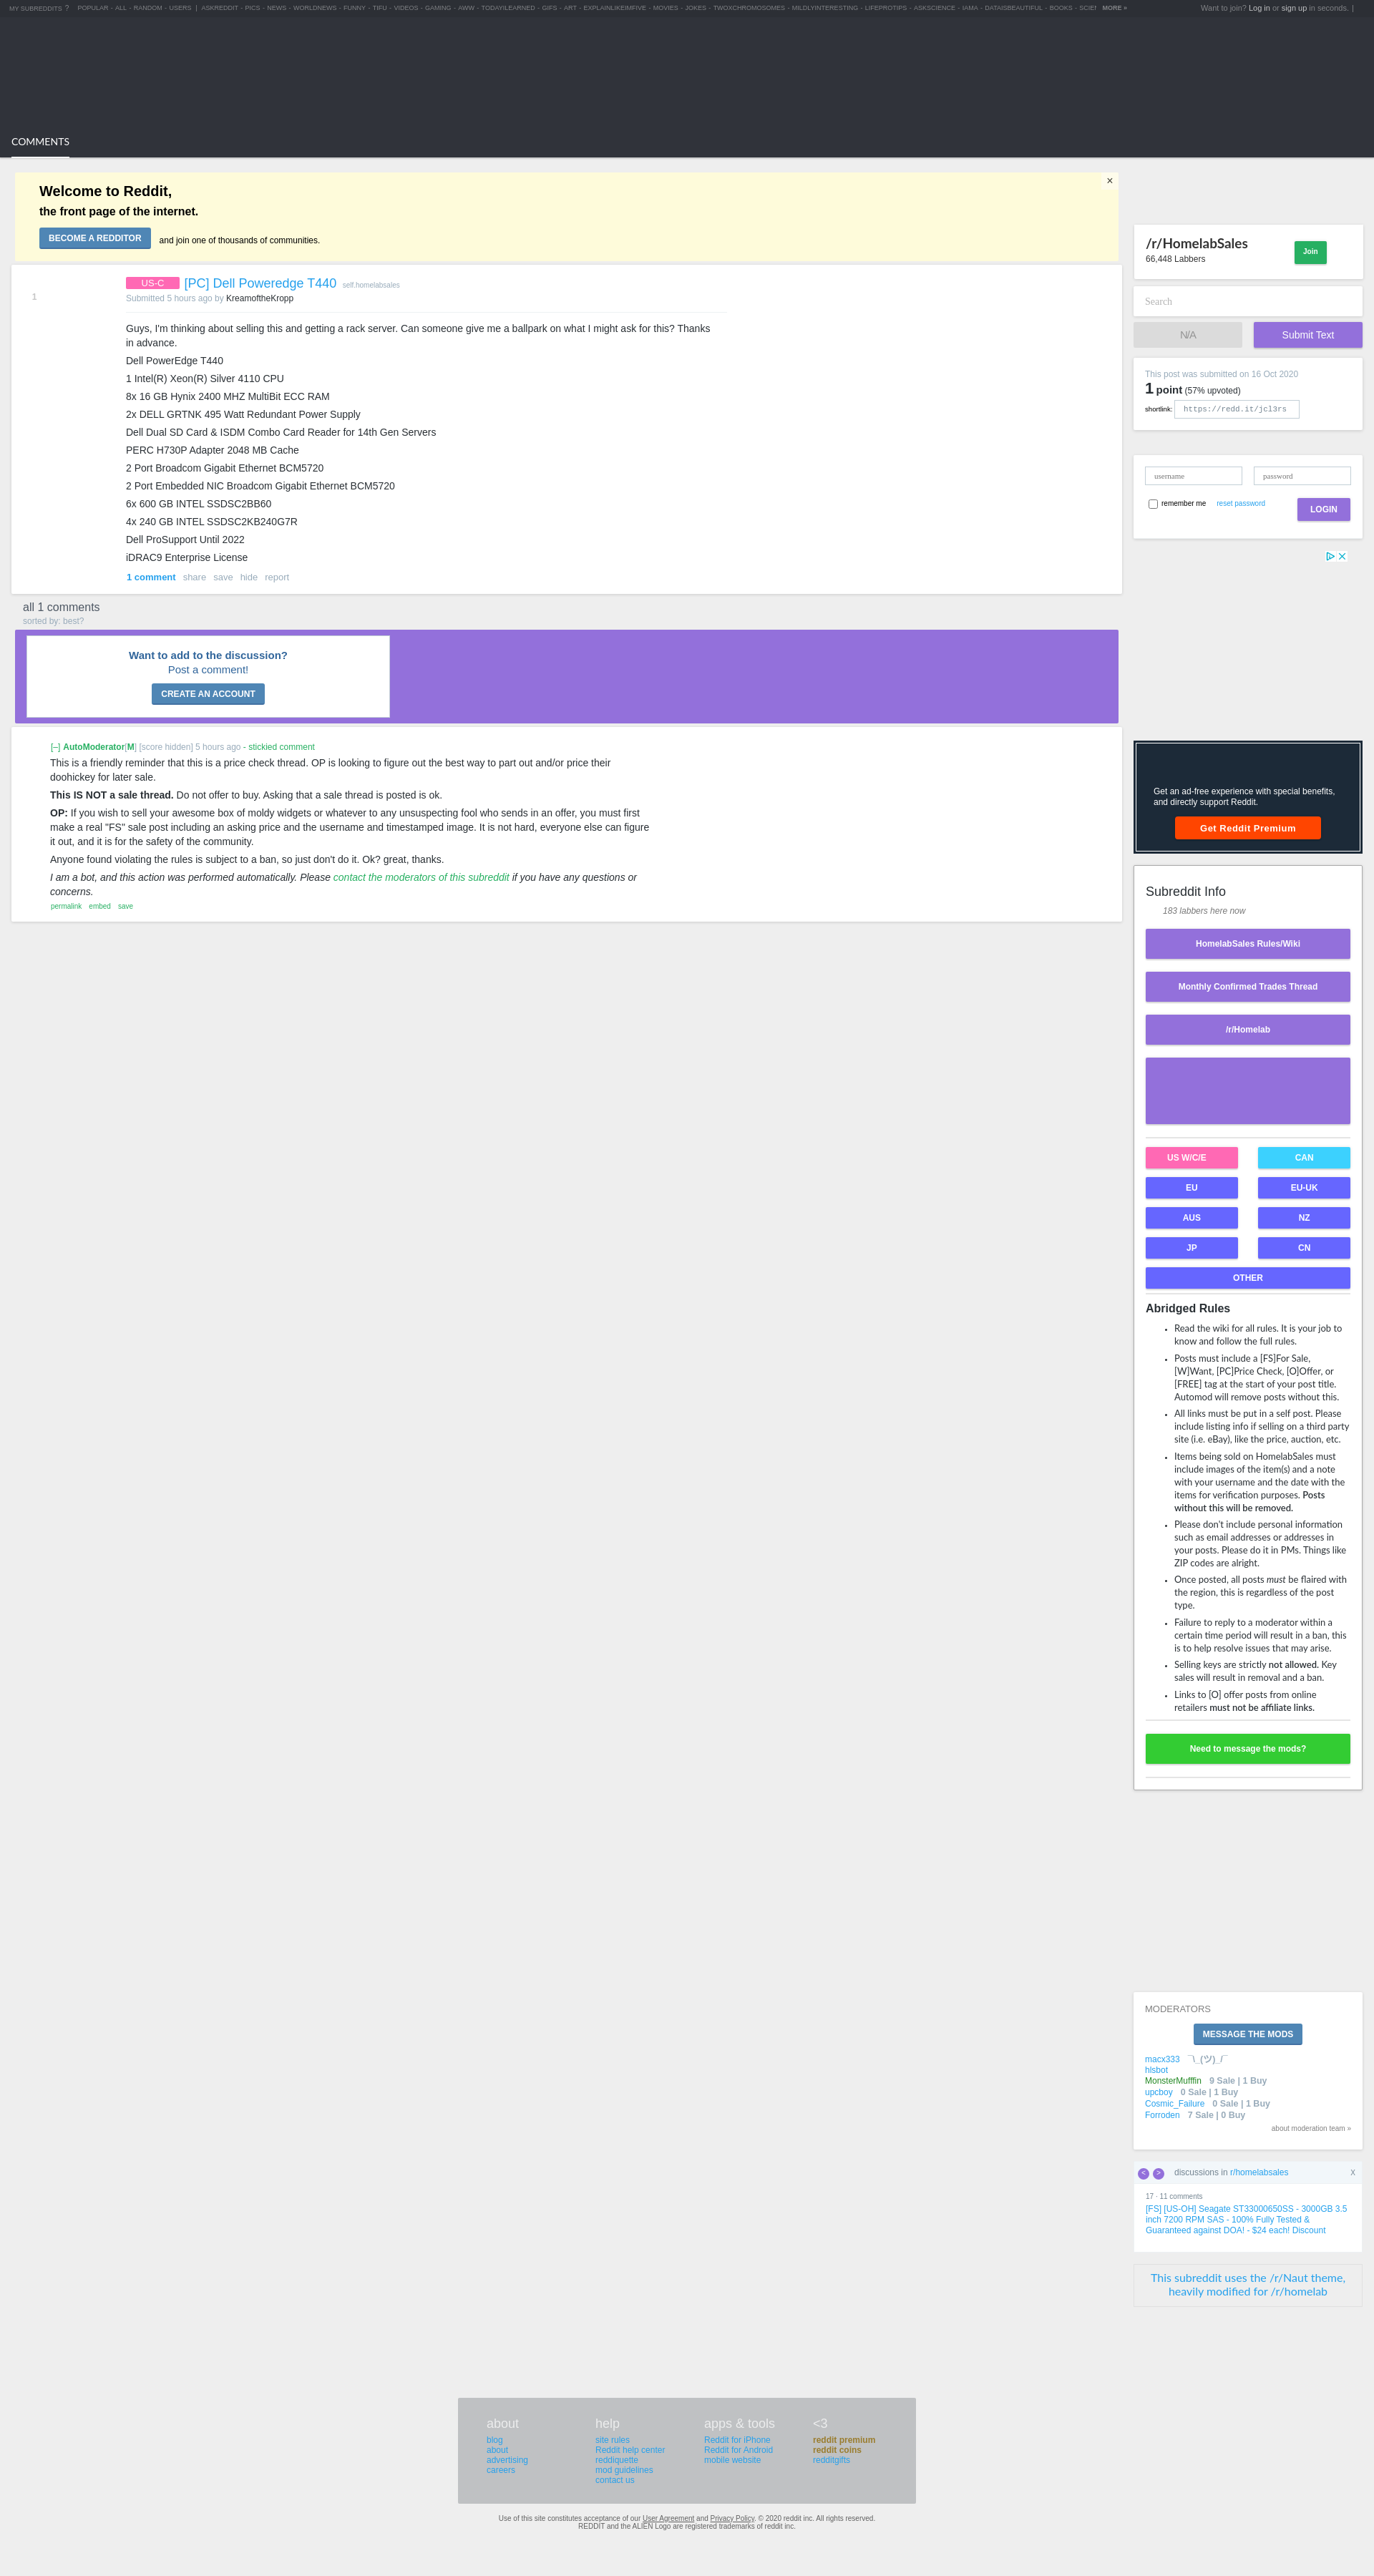 MY SUBREDDITS ? POPULAR - ALL - RANDOM - USERS | ASKREDDIT - PICS - NEWS - WORLDNEWS - FUNNY - TIFU - VIDEOS - GAMING - AWW - TODAYILEARNED - GIFS - ART - EXPLAINLIKEIMFIVE - MOVIES - JOKES - TWOXCHROMOSOMES - MILDLYINTERESTING - LIFEPROTIPS - ASKSCIENCE - IAMA - DATAISBEAUTIFUL - BOOKS - MORE »
Want to join? Log in or sign up in seconds. |
COMMENTS
Welcome to Reddit,
the front page of the internet.
BECOME A REDDITOR and join one of thousands of communities.
×
1
US-C [PC] Dell Poweredge T440 self.homelabsales
Submitted 5 hours ago by KreamoftheKropp
Guys, I'm thinking about selling this and getting a rack server. Can someone give me a ballpark on what I might ask for this? Thanks
in advance.
Dell PowerEdge T440
1 Intel(R) Xeon(R) Silver 4110 CPU
8x 16 GB Hynix 2400 MHZ MultiBit ECC RAM
2x DELL GRTNK 495 Watt Redundant Power Supply
Dell Dual SD Card & ISDM Combo Card Reader for 14th Gen Servers
PERC H730P Adapter 2048 MB Cache
2 Port Broadcom Gigabit Ethernet BCM5720
2 Port Embedded NIC Broadcom Gigabit Ethernet BCM5720
6x 600 GB INTEL SSDSC2BB60
4x 240 GB INTEL SSDSC2KB240G7R
Dell ProSupport Until 2022
iDRAC9 Enterprise License
1 comment share save hide report
all 1 comments
sorted by: best?
Want to add to the discussion?
Post a comment!
CREATE AN ACCOUNT
[–] AutoModerator[M] [score hidden] 5 hours ago - stickied comment
This is a friendly reminder that this is a price check thread. OP is looking to figure out the best way to part out and/or price their
doohickey for later sale.
This IS NOT a sale thread. Do not offer to buy. Asking that a sale thread is posted is ok.
OP: If you wish to sell your awesome box of moldy widgets or whatever to any unsuspecting fool who sends in an offer, you must first
make a real "FS" sale post including an asking price and the username and timestamped image. It is not hard, everyone else can figure
it out, and it is for the safety of the community.
Anyone found violating the rules is subject to a ban, so just don't do it. Ok? great, thanks.
I am a bot, and this action was performed automatically. Please contact the moderators of this subreddit if you have any questions or
concerns.
permalink embed save
/r/HomelabSales
66,448 Labbers
Join
Search
N/A
Submit Text
This post was submitted on 16 Oct 2020
1 point (57% upvoted)
shortlink: https://redd.it/jcl3rs
username
password
remember me reset password
LOGIN
Get an ad-free experience with special benefits,
and directly support Reddit.
Get Reddit Premium
Subreddit Info
183 labbers here now
HomelabSales Rules/Wiki
Monthly Confirmed Trades Thread
/r/Homelab
US W/C/E
CAN
EU
EU-UK
AUS
NZ
JP
CN
OTHER
Abridged Rules
• Read the wiki for all rules. It is your job to
know and follow the full rules.
• Posts must include a [FS]For Sale,
[W]Want, [PC]Price Check, [O]Offer, or
[FREE] tag at the start of your post title.
Automod will remove posts without this.
• All links must be put in a self post. Please
include listing info if selling on a third party
site (i.e. eBay), like the price, auction, etc.
• Items being sold on HomelabSales must
include images of the item(s) and a note
with your username and the date with the
items for verification purposes. Posts
without this will be removed.
• Please don't include personal information
such as email addresses or addresses in
your posts. Please do it in PMs. Things like
ZIP codes are alright.
• Once posted, all posts must be flaired with
the region, this is regardless of the post
type.
• Failure to reply to a moderator within a
certain time period will result in a ban, this
is to help resolve issues that may arise.
• Selling keys are strictly not allowed. Key
sales will result in removal and a ban.
• Links to [O] offer posts from online
retailers must not be affiliate links.
Need to message the mods?
MODERATORS
MESSAGE THE MODS
macx333 ¯\_(ツ)_/¯
hlsbot
MonsterMufffin 9 Sale | 1 Buy
upcboy 0 Sale | 1 Buy
Cosmic_Failure 0 Sale | 1 Buy
Forroden 7 Sale | 0 Buy
about moderation team »
< > discussions in r/homelabsales X
17 · 11 comments
[FS] [US-OH] Seagate ST33000650SS - 3000GB 3.5
inch 7200 RPM SAS - 100% Fully Tested &
Guaranteed against DOA! - $24 each! Discount
This subreddit uses the /r/Naut theme,
heavily modified for /r/homelab
about
blog
about
advertising
careers
help
site rules
Reddit help center
reddiquette
mod guidelines
contact us
apps & tools
Reddit for iPhone
Reddit for Android
mobile website
<3
reddit premium
reddit coins
redditgifts
Use of this site constitutes acceptance of our User Agreement and Privacy Policy. © 2020 reddit inc. All rights reserved.
REDDIT and the ALIEN Logo are registered trademarks of reddit inc.